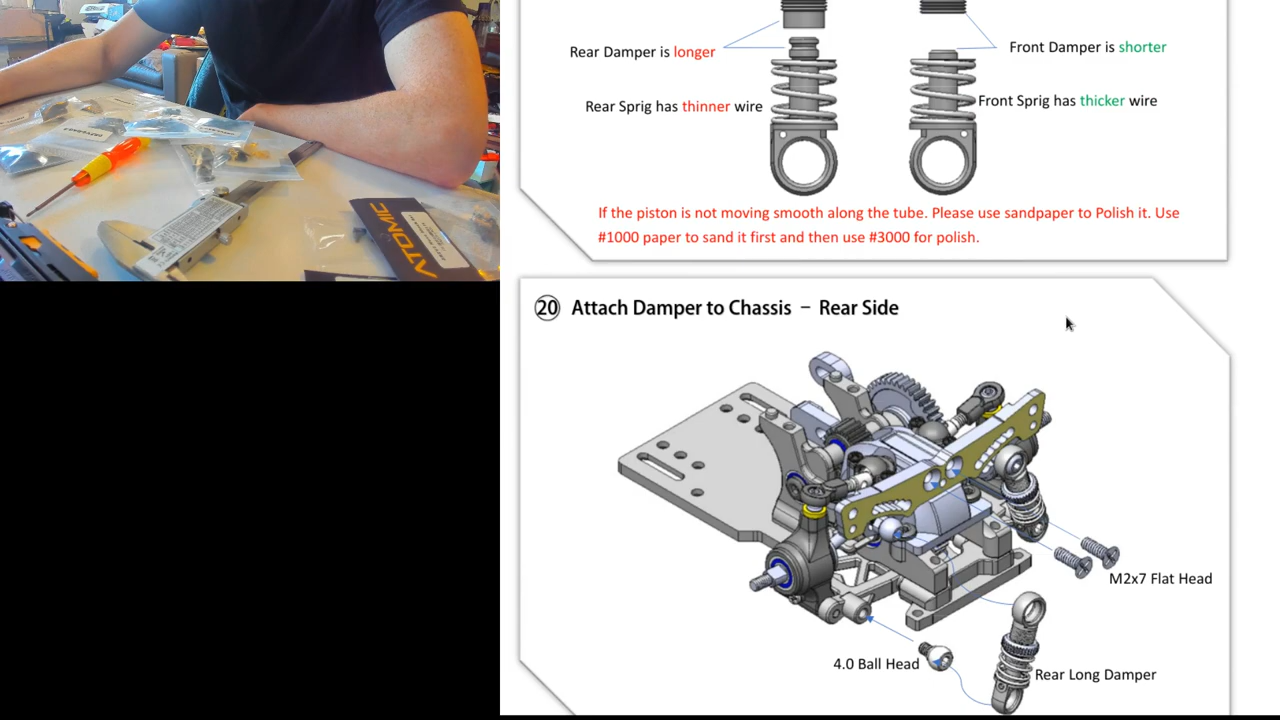 Rear Damper is longer
Front Damper is shorter
Rear Sprig has thinner wire
Front Sprig has thicker wire
If the piston is not moving smooth along the tube. Please use sandpaper to Polish it. Use
#1000 paper to sand it first and then use #3000 for polish.
20 Attach Damper to Chassis – Rear Side
M2x7 Flat Head
4.0 Ball Head
Rear Long Damper
ATOMIC